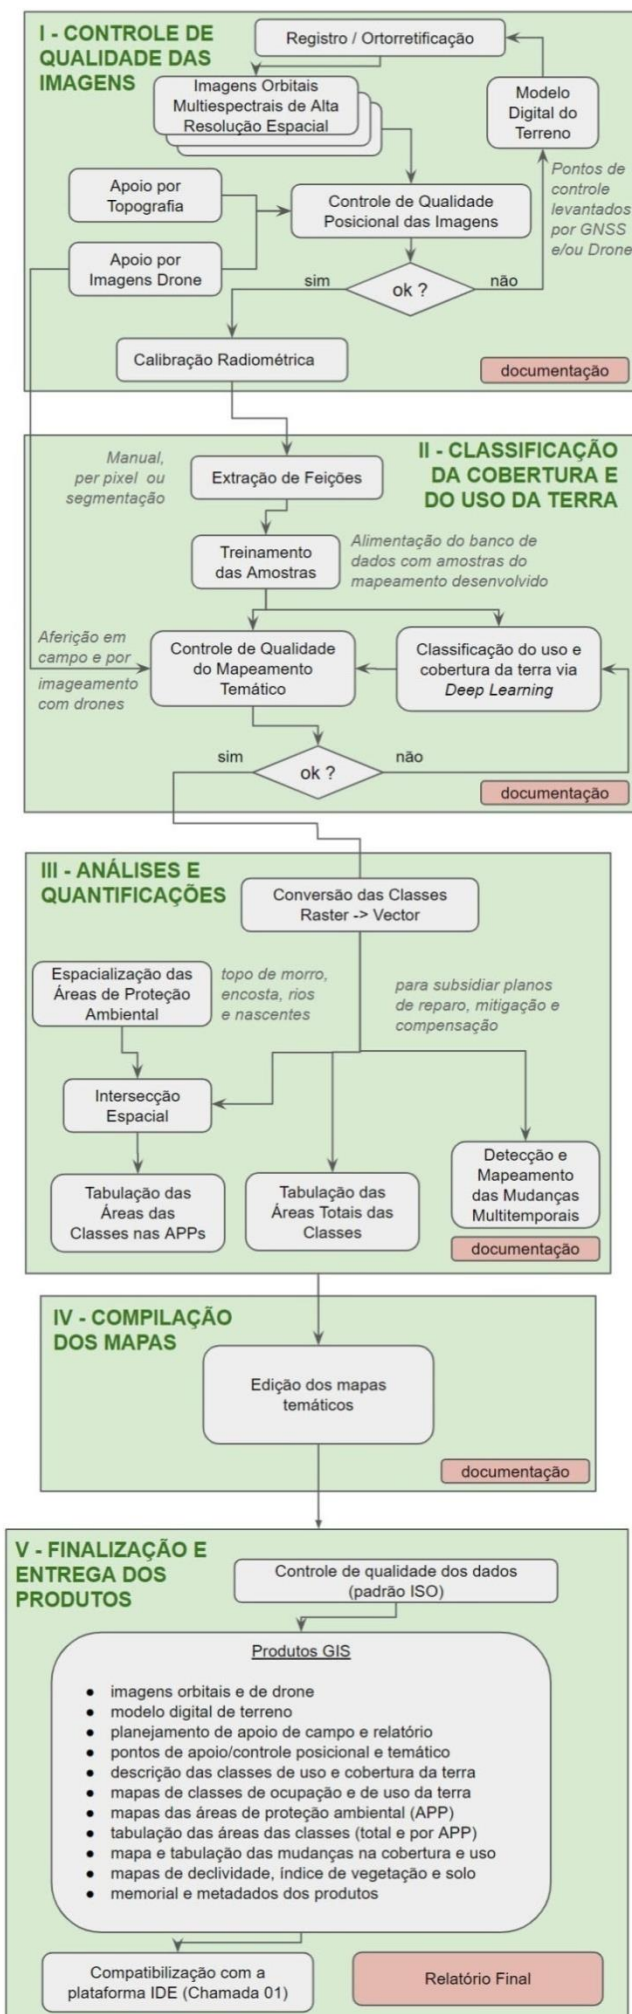 I - CONTROLE DE
QUALIDADE DAS
IMAGENS
Registro / Ortorretificação
Imagens Orbitais
Multiespectrais de Alta
Resolução Espacial
Modelo
Digital do
Terreno
Apoio por
Topografia
Controle de Qualidade
Posicional das Imagens
Pontos de
controle
levantados
por GNSS
e/ou Drone
Apoio por
Imagens Drone
sim
ok ?
não
Calibração Radiométrica
documentação
II - CLASSIFICAÇÃO
DA COBERTURA E
DO USO DA TERRA
Manual,
per pixel ou
segmentação
Extração de Feições
Treinamento
das Amostras
Alimentação do banco de
dados com amostras do
mapeamento desenvolvido
Aferição em
campo e por
imageamento
com drones
Controle de Qualidade
do Mapeamento
Temático
Classificação do uso e
cobertura da terra via
Deep Learning
sim
ok ?
não
documentação
III - ANÁLISES E
QUANTIFICAÇÕES
Conversão das Classes
Raster -> Vector
Espacialização das
Áreas de Proteção
Ambiental
topo de morro,
encosta, rios
e nascentes
para subsidiar planos
de reparo, mitigação e
compensação
Intersecção
Espacial
Tabulação das
Áreas das
Classes nas APPs
Tabulação das
Áreas Totais das
Classes
Detecção e
Mapeamento
das Mudanças
Multitemporais
documentação
IV - COMPILAÇÃO
DOS MAPAS
Edição dos mapas
temáticos
documentação
V - FINALIZAÇÃO E
ENTREGA DOS
PRODUTOS
Controle de qualidade dos dados
(padrão ISO)
Produtos GIS
● imagens orbitais e de drone
● modelo digital de terreno
● planejamento de apoio de campo e relatório
● pontos de apoio/controle posicional e temático
● descrição das classes de uso e cobertura da terra
● mapas de classes de ocupação e de uso da terra
● mapas das áreas de proteção ambiental (APP)
● tabulação das áreas das classes (total e por APP)
● mapa e tabulação das mudanças na cobertura e uso
● mapas de declividade, índice de vegetação e solo
● memorial e metadados dos produtos
Compatibilização com a
plataforma IDE (Chamada 01)
Relatório Final